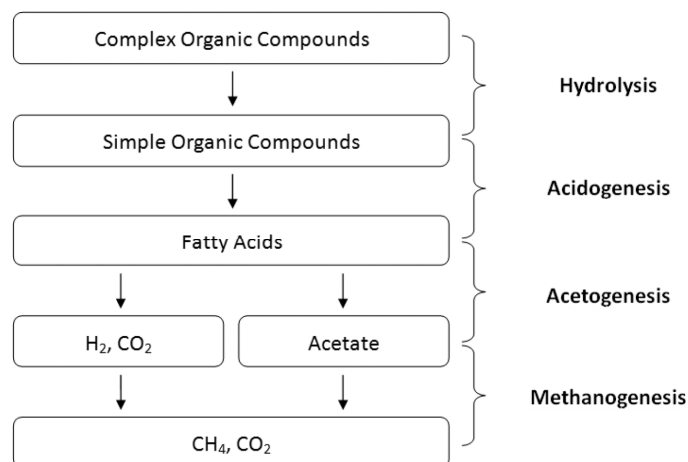 Complex Organic Compounds
Hydrolysis
Simple Organic Compounds
Acidogenesis
Fatty Acids
Acetogenesis
H₂, CO₂
Acetate
Methanogenesis
CH₄, CO₂